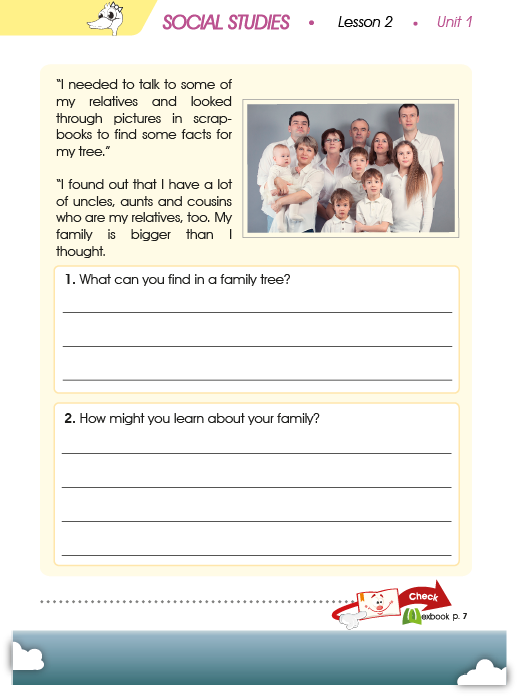 SOCIAL STUDIES • Lesson 2 • Unit 1
"I needed to talk to some of
my relatives and looked
through pictures in scrap-
books to find some facts for
my tree."
"I found out that I have a lot
of uncles, aunts and cousins
who are my relatives, too. My
family is bigger than I
thought.
1. What can you find in a family tree?
2. How might you learn about your family?
Check
Mexbook p. 7